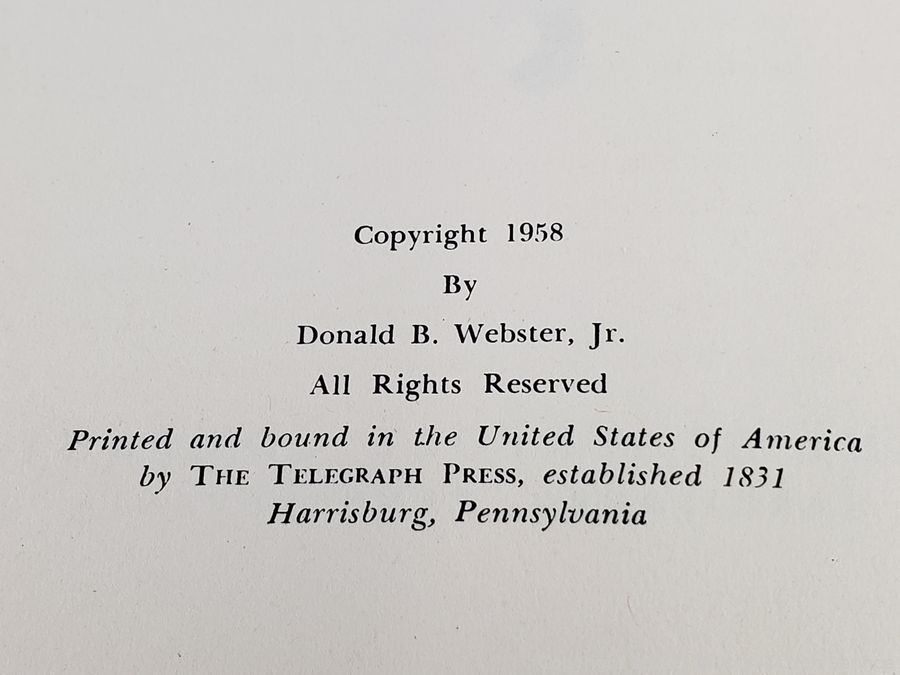 Copyright 1958
By
Donald B. Webster, Jr.
All Rights Reserved
Printed and bound in the United States of America
by THE TELEGRAPH PRESS, established 1831
Harrisburg, Pennsylvania